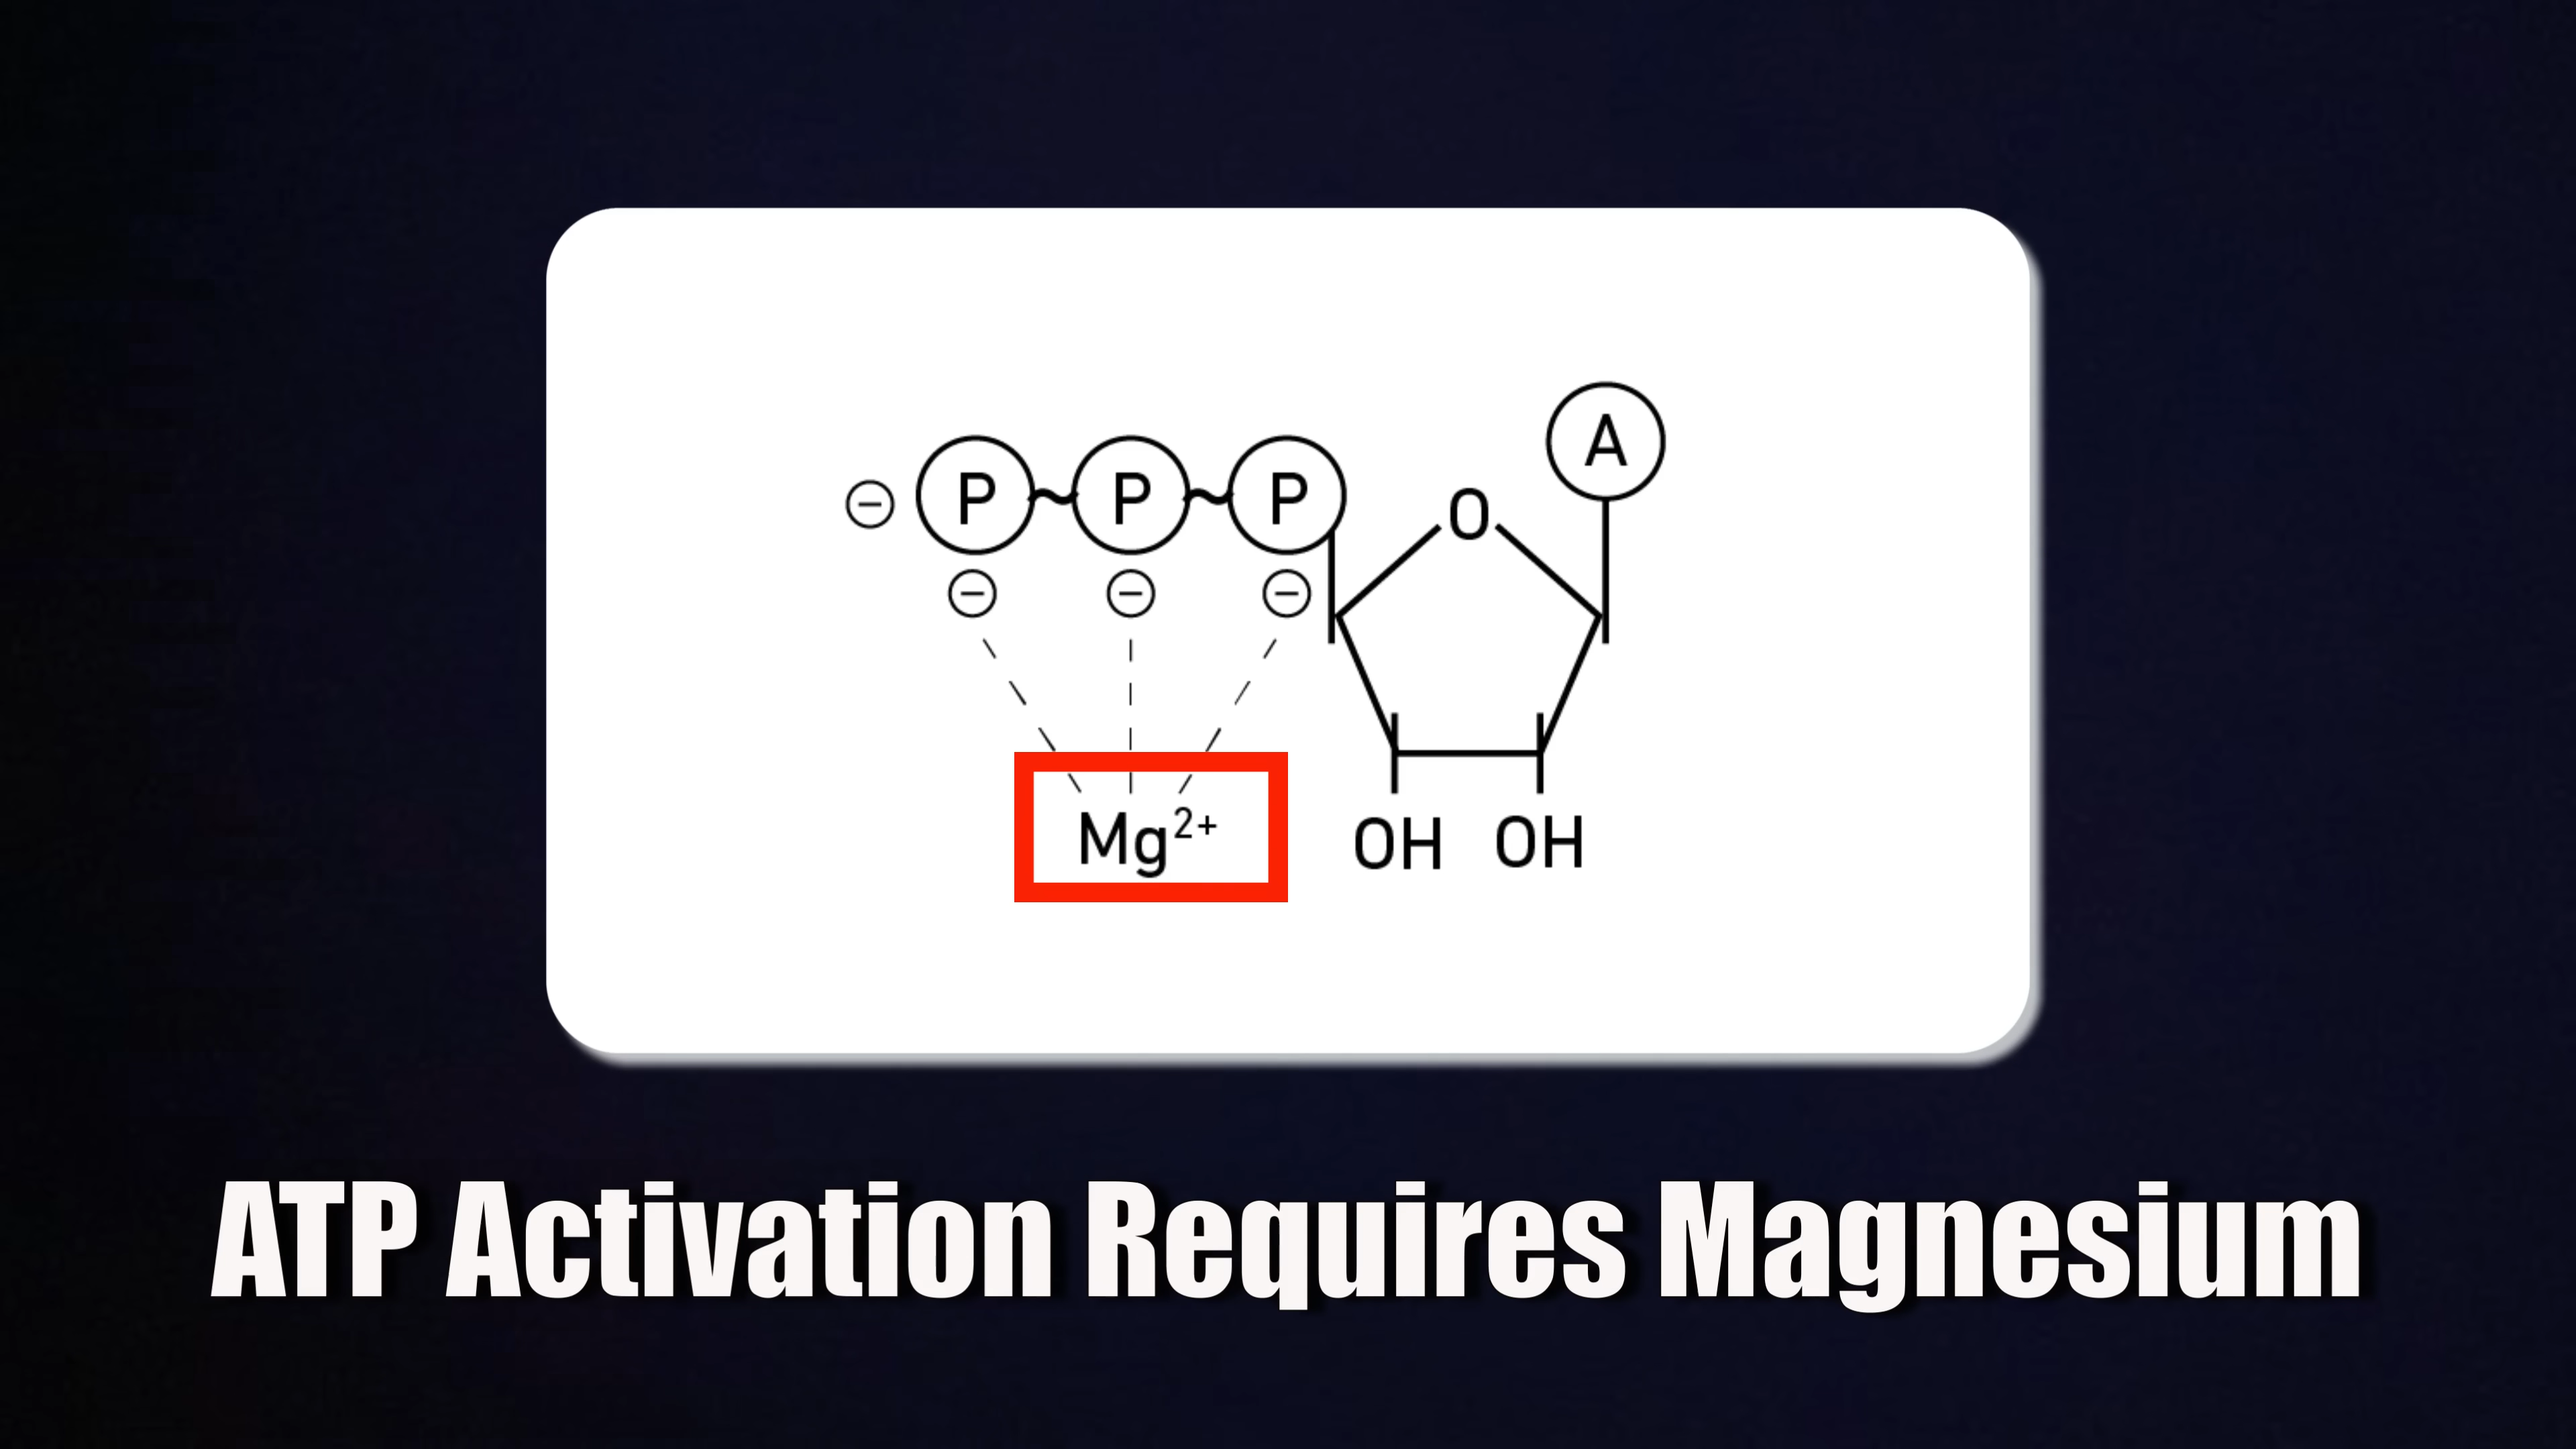 A
⊖ P~P~P
O
⊖ ⊖ ⊖
Mg²⁺ OH OH
ATP Activation Requires Magnesium